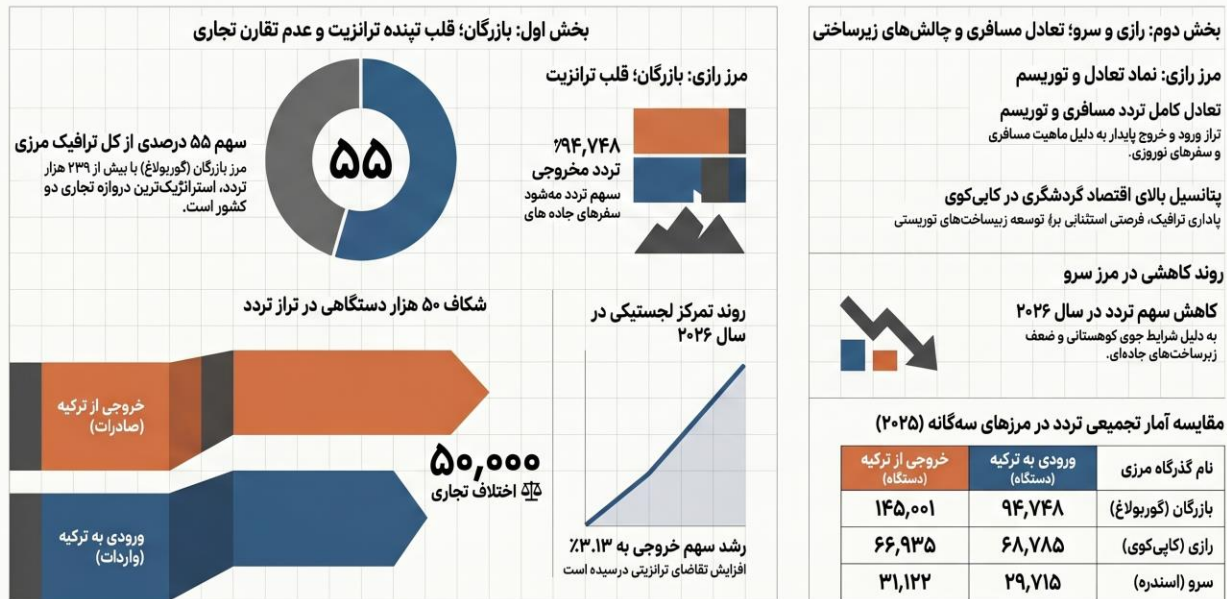 بخش اول: بازرگان؛ قلب تپنده ترانزیت و عدم تقارن تجاری
مرز رازی: بازرگان؛ قلب ترانزیت
٪۹۴,۷۴۸
تردد مخروجی
سهم تردد مه‌شود
سفرهای جاده های
۵۵
سهم ۵۵ درصدی از کل ترافیک مرزی
مرز بازرگان (گوربولاغ) با بیش از ۲۳۹ هزار
تردد، استراتژیک‌ترین دروازه تجاری دو
کشور است.
شکاف ۵۰ هزار دستگاهی در تراز تردد
خروجی از ترکیه
(صادرات)
ورودی به ترکیه
(واردات)
۵۰,۰۰۰
اختلاف تجاری
روند تمرکز لجستیکی در
سال ۲۰۲۶
رشد سهم خروجی به ۳.۱۳٪
افزایش تقاضای ترانزیتی درسیده است
بخش دوم: رازی و سرو؛ تعادل مسافری و چالش‌های زیرساختی
مرز رازی: نماد تعادل و توریسم
تعادل کامل تردد مسافری و توریسم
تراز ورود و خروج پایدار به دلیل ماهیت مسافری
و سفرهای نوروزی.
پتانسیل بالای اقتصاد گردشگری در کاپی‌کوی
پاداری ترافیک، فرصتی استثنانی برای توسعه زیبساخت‌های توریستی
روند کاهشی در مرز سرو
کاهش سهم تردد در سال ۲۰۲۶
به دلیل شرایط جوی کوهستانی و ضعف
زیرساخت‌های جاده‌ای.
مقایسه آمار تجمیعی تردد در مرزهای سه‌گانه (۲۰۲۵)
نام گذرگاه مرزی
ورودی به ترکیه
(دستگاه)
خروجی از ترکیه
(دستگاه)
بازرگان (گوربولاغ) ۹۴,۷۴۸ ۱۴۵,۰۰۱
رازی (کاپی‌کوی) ۶۸,۷۸۵ ۶۶,۹۳۵
سرو (اسندره) ۲۹,۷۱۵ ۳۱,۱۲۲